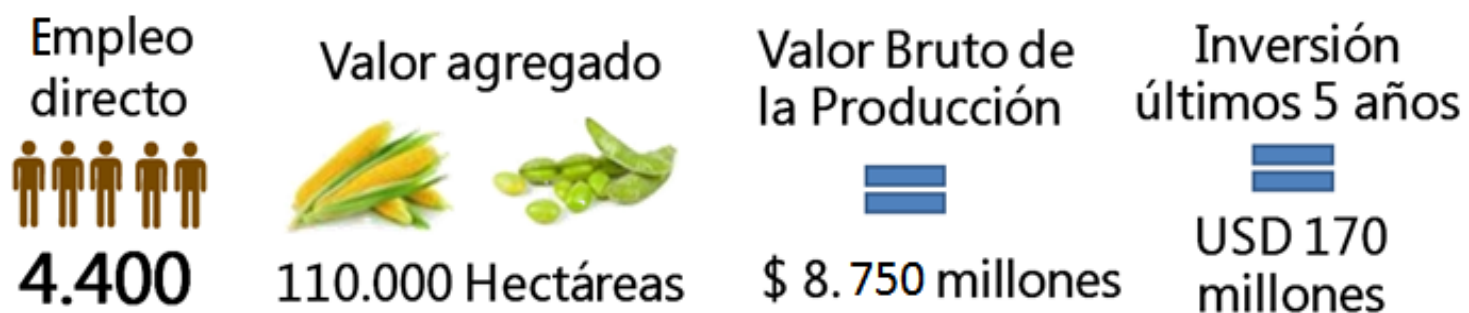 Empleo
directo
4.400
Valor agregado
110.000 Hectáreas
Valor Bruto de
la Producción
$ 8. 750 millones
Inversión
últimos 5 años
USD 170
millones